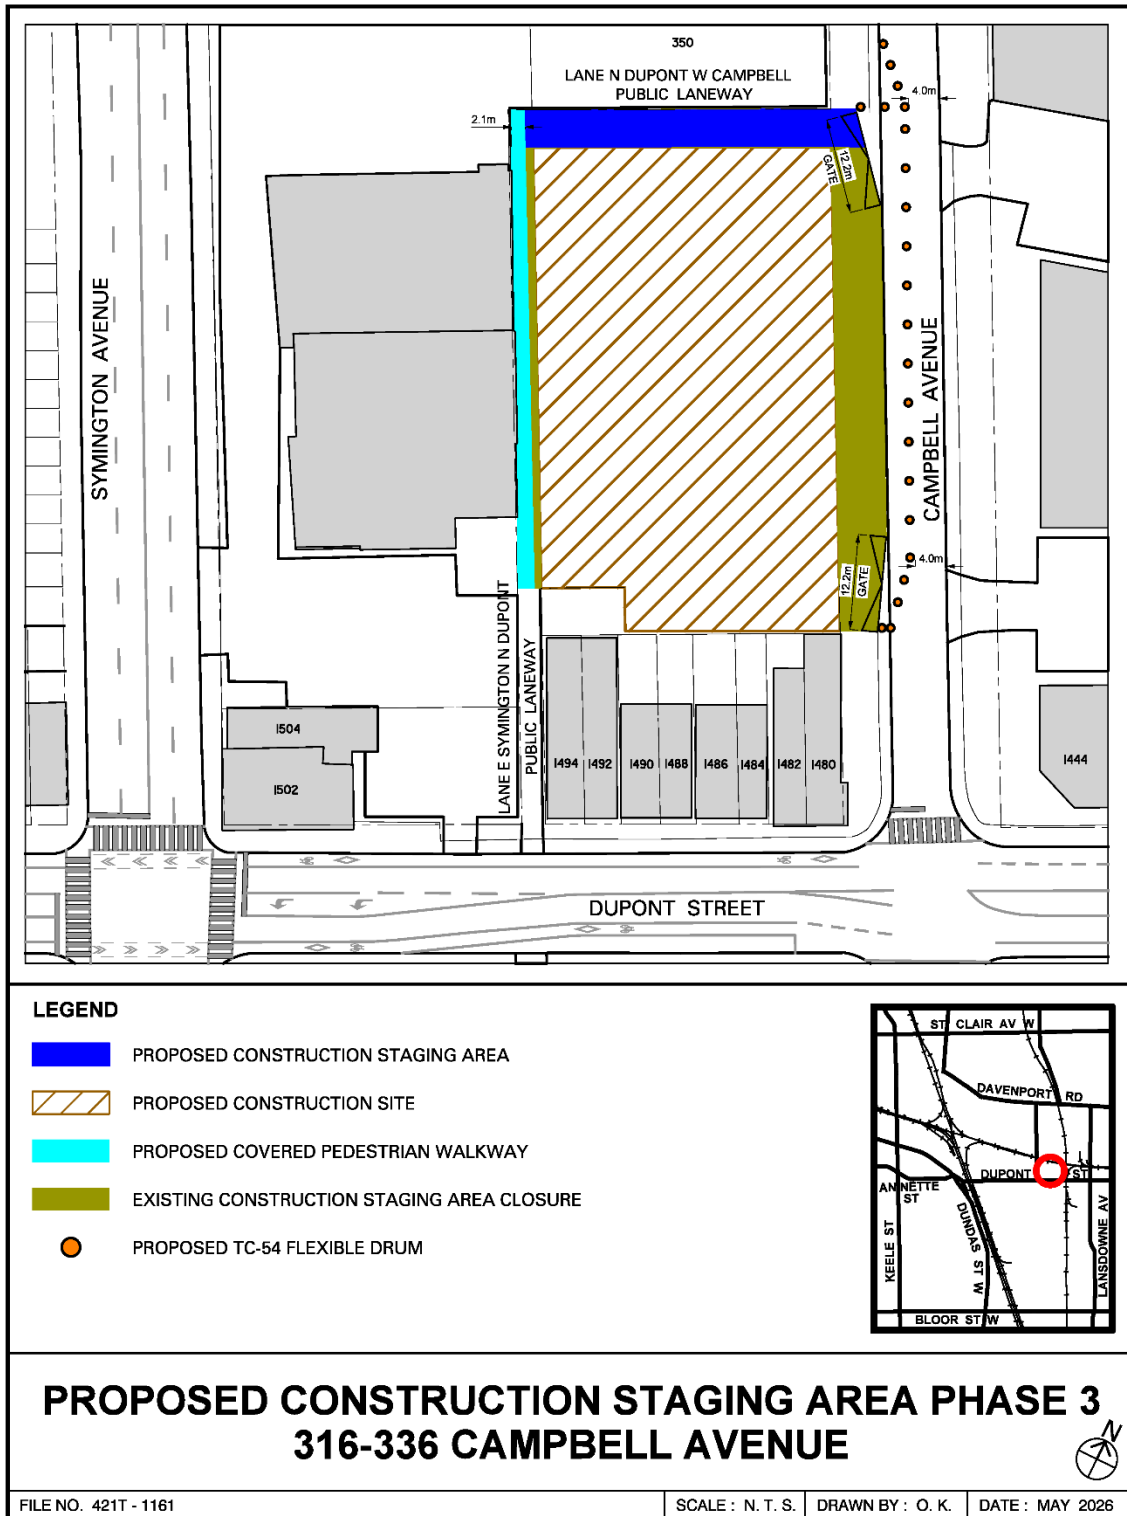 350
LANE N DUPONT W CAMPBELL
PUBLIC LANEWAY
4.0m
2.1m
12.2m
GATE
SYMINGTON AVENUE
CAMPBELL AVENUE
4.0m
12.2m
GATE
LANE E SYMINGTON N DUPONT
PUBLIC LANEWAY
1504
1502
1494
1492
1490
1488
1486
1484
1482
1480
1444
DUPONT STREET
LEGEND
PROPOSED CONSTRUCTION STAGING AREA
PROPOSED CONSTRUCTION SITE
PROPOSED COVERED PEDESTRIAN WALKWAY
EXISTING CONSTRUCTION STAGING AREA CLOSURE
PROPOSED TC-54 FLEXIBLE DRUM
ST CLAIR AV W
DAVENPORT RD
DUPONT ST
ANNETTE
ST
KEELE ST
DUNDAS ST W
LANSDOWNE AV
BLOOR ST W
PROPOSED CONSTRUCTION STAGING AREA PHASE 3
316-336 CAMPBELL AVENUE
N
FILE NO. 421T - 1161
SCALE : N. T. S.
DRAWN BY : O. K.
DATE : MAY 2026